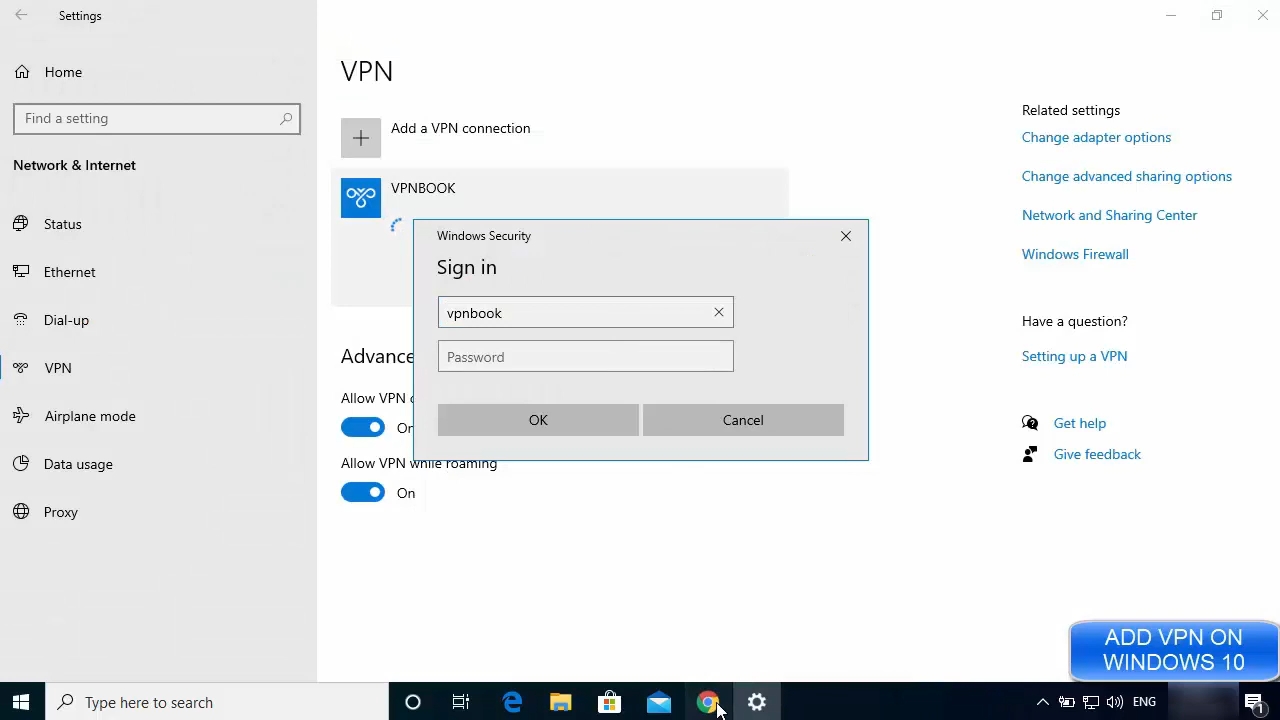 Settings
Home
Find a setting
Network & Internet
Status
Ethernet
Dial-up
VPN
Airplane mode
Data usage
Proxy
VPN
Add a VPN connection
VPNBOOK
Windows Security
Sign in
vpnbook
Password
OK
Cancel
Advance
Allow VPN
On
Allow VPN while roaming
On
Related settings
Change adapter options
Change advanced sharing options
Network and Sharing Center
Windows Firewall
Have a question?
Setting up a VPN
Get help
Give feedback
ADD VPN ON
WINDOWS 10
Type here to search
ENG
1